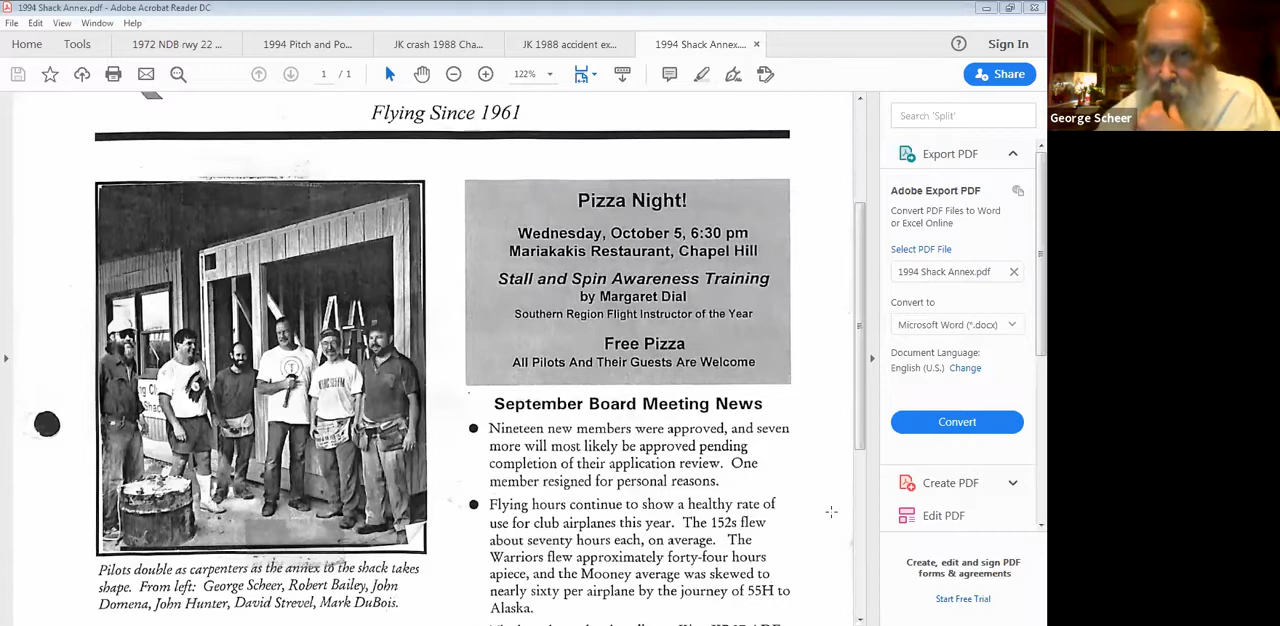 1994 Shack Annex.pdf - Adobe Acrobat Reader DC
File Edit View Window Help
Home Tools 1972 NDB rwy 22 ... 1994 Pitch and Po... JK crash 1988 Cha... JK 1988 accident ex... 1994 Shack Annex.... × Sign In
1 / 1 122% Share
George Scheer
Flying Since 1961
Pizza Night!
Wednesday, October 5, 6:30 pm
Mariakakis Restaurant, Chapel Hill
Stall and Spin Awareness Training
by Margaret Dial
Southern Region Flight Instructor of the Year
Free Pizza
All Pilots And Their Guests Are Welcome
Pilots double as carpenters as the annex to the shack takes
shape. From left: George Scheer, Robert Bailey, John
Domena, John Hunter, David Strevel, Mark DuBois.
September Board Meeting News
● Nineteen new members were approved, and seven
more will most likely be approved pending
completion of their application review. One
member resigned for personal reasons.
● Flying hours continue to show a healthy rate of
use for club airplanes this year. The 152s flew
about seventy hours each, on average. The
Warriors flew approximately forty-four hours
apiece, and the Mooney average was skewed to
nearly sixty per airplane by the journey of 55H to
Alaska.
Search 'Split'
Export PDF
Adobe Export PDF
Convert PDF Files to Word
or Excel Online
Select PDF File
1994 Shack Annex.pdf
Convert to
Microsoft Word (*.docx)
Document Language:
English (U.S.) Change
Convert
Create PDF
Edit PDF
Create, edit and sign PDF
forms & agreements
Start Free Trial